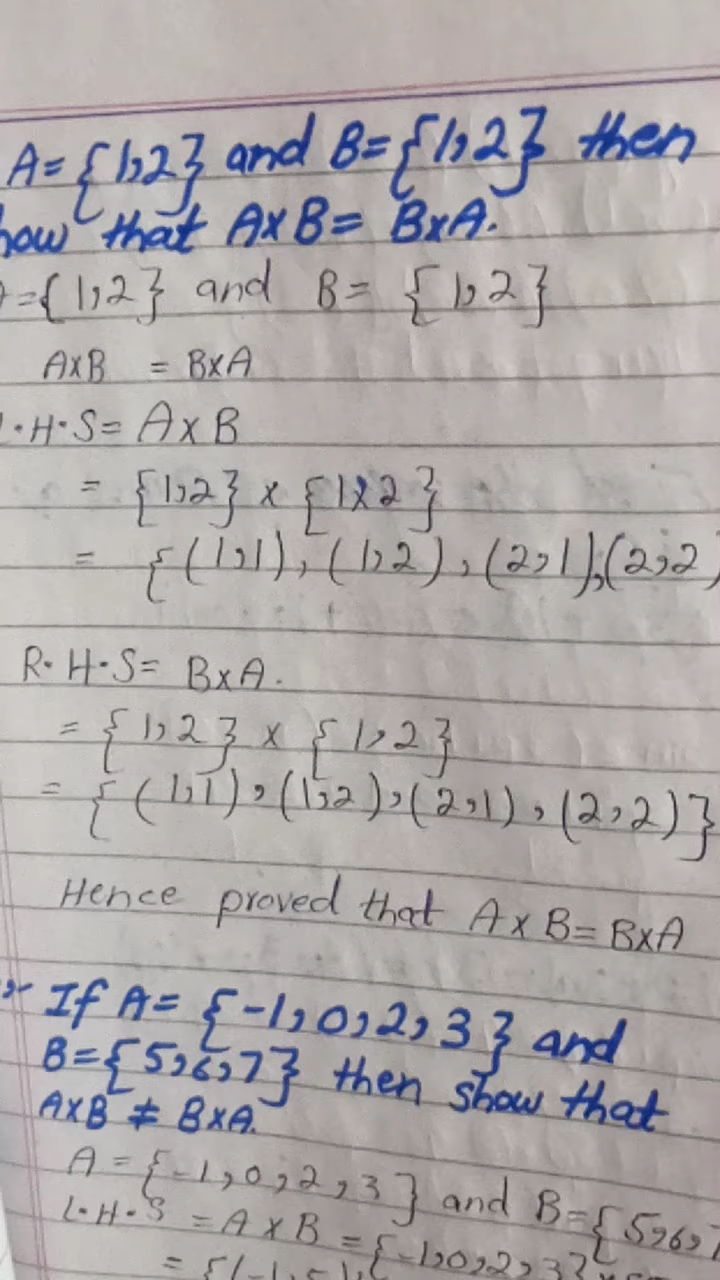 A = {1,2} and B={1,2} then
how that A×B = B×A.
={1,2} and B= {1,2}
A×B = B×A
L.H.S= A×B
= {1,2} × {1,2}
= {(1,1), (1,2), (2,1),(2,2)
R.H.S= B×A.
= {1,2} × {1,2}
= {(1,1),(1,2),(2,1),(2,2)}
Hence proved that A×B=B×A
:- If A= {-1,0,2,3} and
B={5,6,7} then show that
A×B ≠ B×A.
A={-1,0,2,3} and B={5,6,7
L.H.S = A×B = {-1,0,2,3}
= {(-1,5),